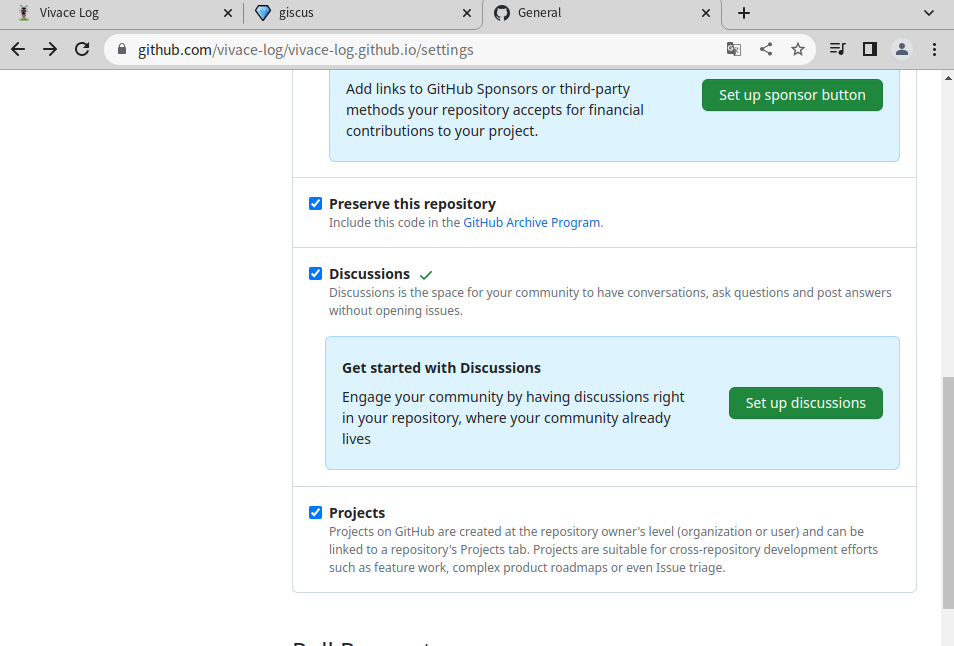 Vivace Log
giscus
General
github.com/vivace-log/vivace-log.github.io/settings
Add links to GitHub Sponsors or third-party
methods your repository accepts for financial
contributions to your project.
Set up sponsor button
Preserve this repository
Include this code in the GitHub Archive Program.
Discussions
Discussions is the space for your community to have conversations, ask questions and post answers
without opening issues.
Get started with Discussions
Engage your community by having discussions right
in your repository, where your community already
lives
Set up discussions
Projects
Projects on GitHub are created at the repository owner's level (organization or user) and can be
linked to a repository's Projects tab. Projects are suitable for cross-repository development efforts
such as feature work, complex product roadmaps or even Issue triage.